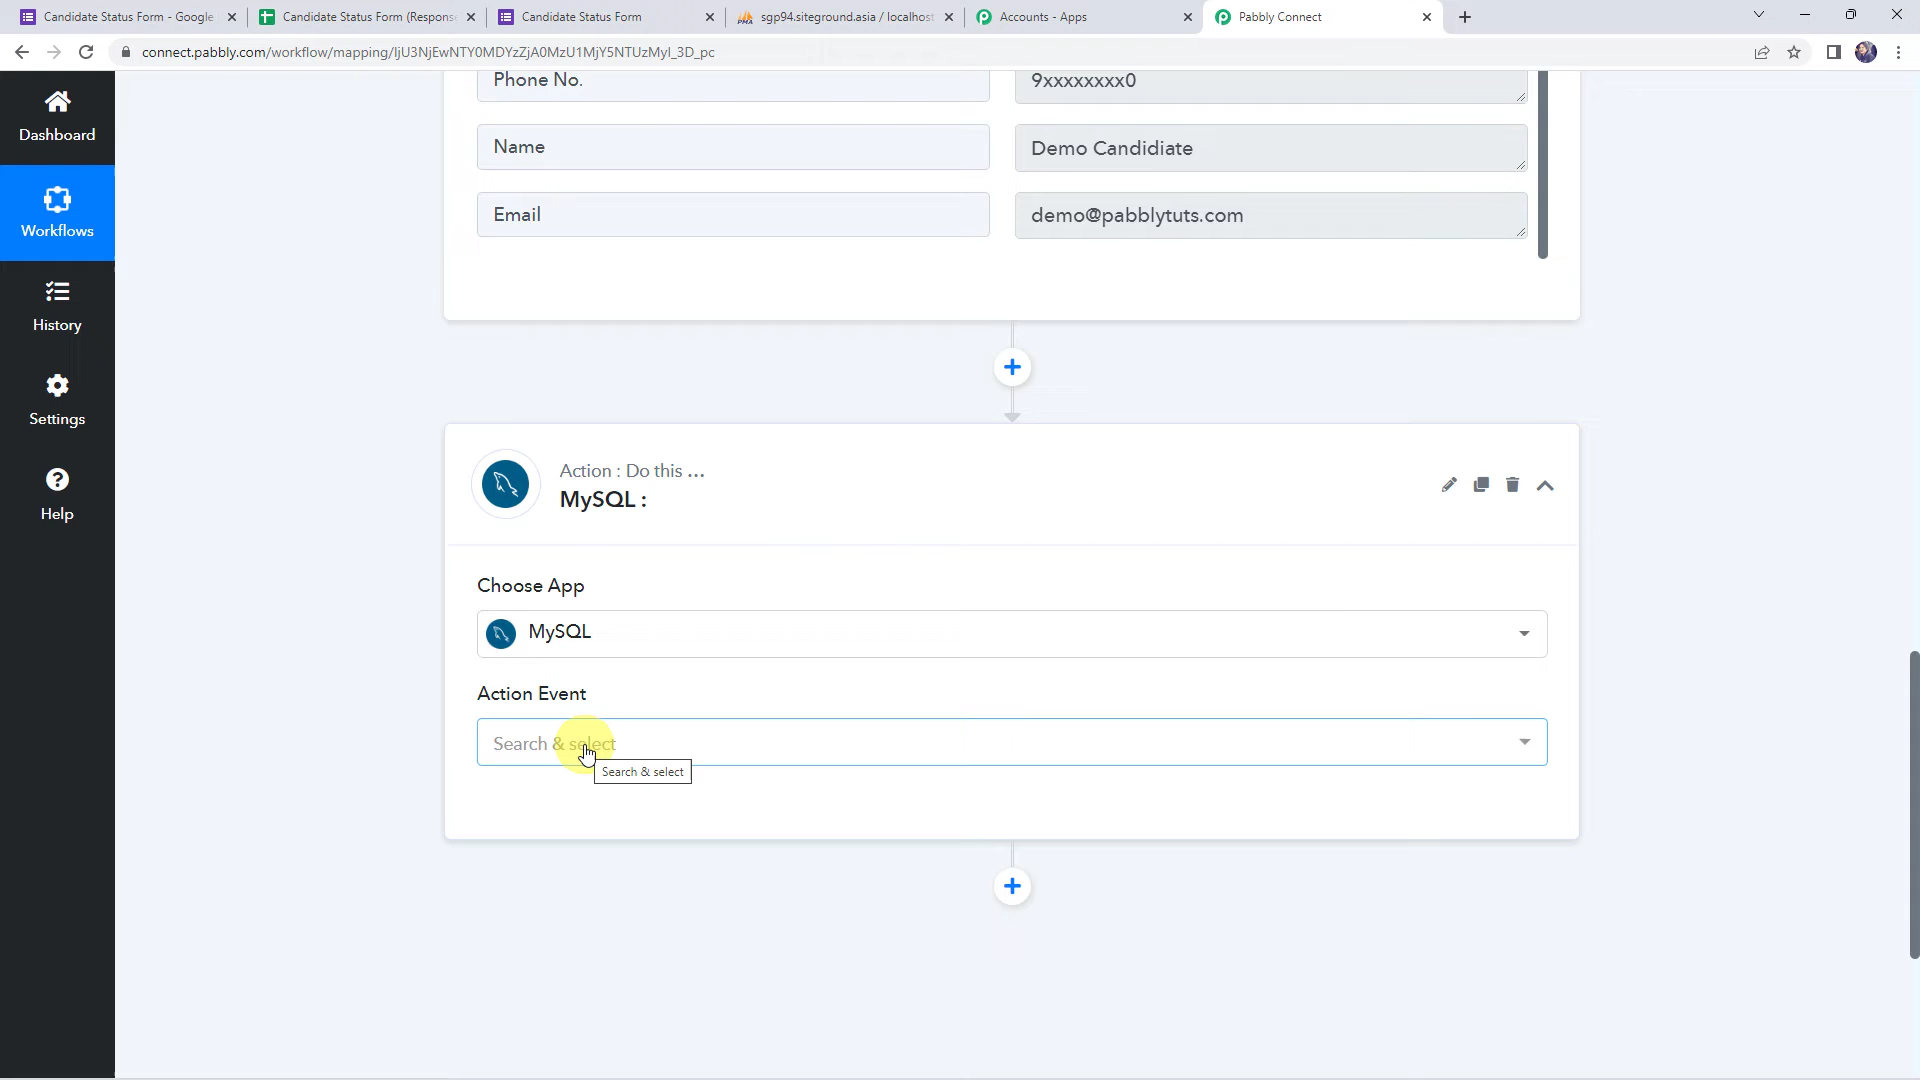 Candidate Status Form - Google
Candidate Status Form (Respons
Candidate Status Form
sgp94.siteground.asia / localhost
Accounts - Apps
Pabbly Connect
connect.pabbly.com/workflow/mapping/IjU3NjEwNTY0MDYzZjA0MzU1MjY5NTUzMyI_3D_pc
Dashboard
Workflows
History
Settings
Help
Phone No.
9xxxxxxxx0
Name
Demo Candidiate
Email
demo@pabblytuts.com
Action : Do this ...
MySQL :
Choose App
MySQL
Action Event
Search & select
Search & select